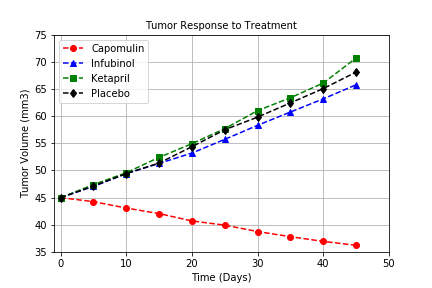 Tumor Response to Treatment
Tumor Volume (mm3)
75
70
65
60
55
50
45
40
35
Capomulin
Infubinol
Ketapril
Placebo
0
10
20
30
40
50
Time (Days)